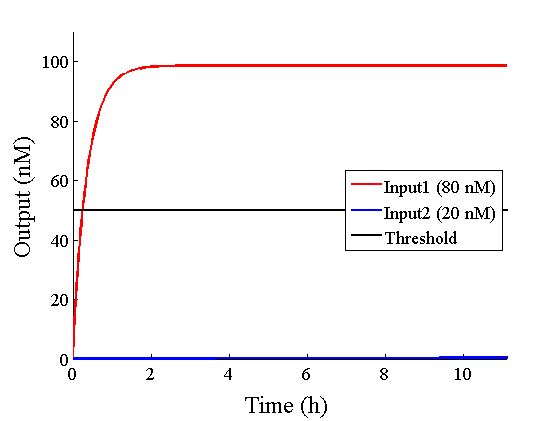 100
80
60
40
20
0
Output (nM)
Input1 (80 nM)
Input2 (20 nM)
Threshold
0 2 4 6 8 10
Time (h)